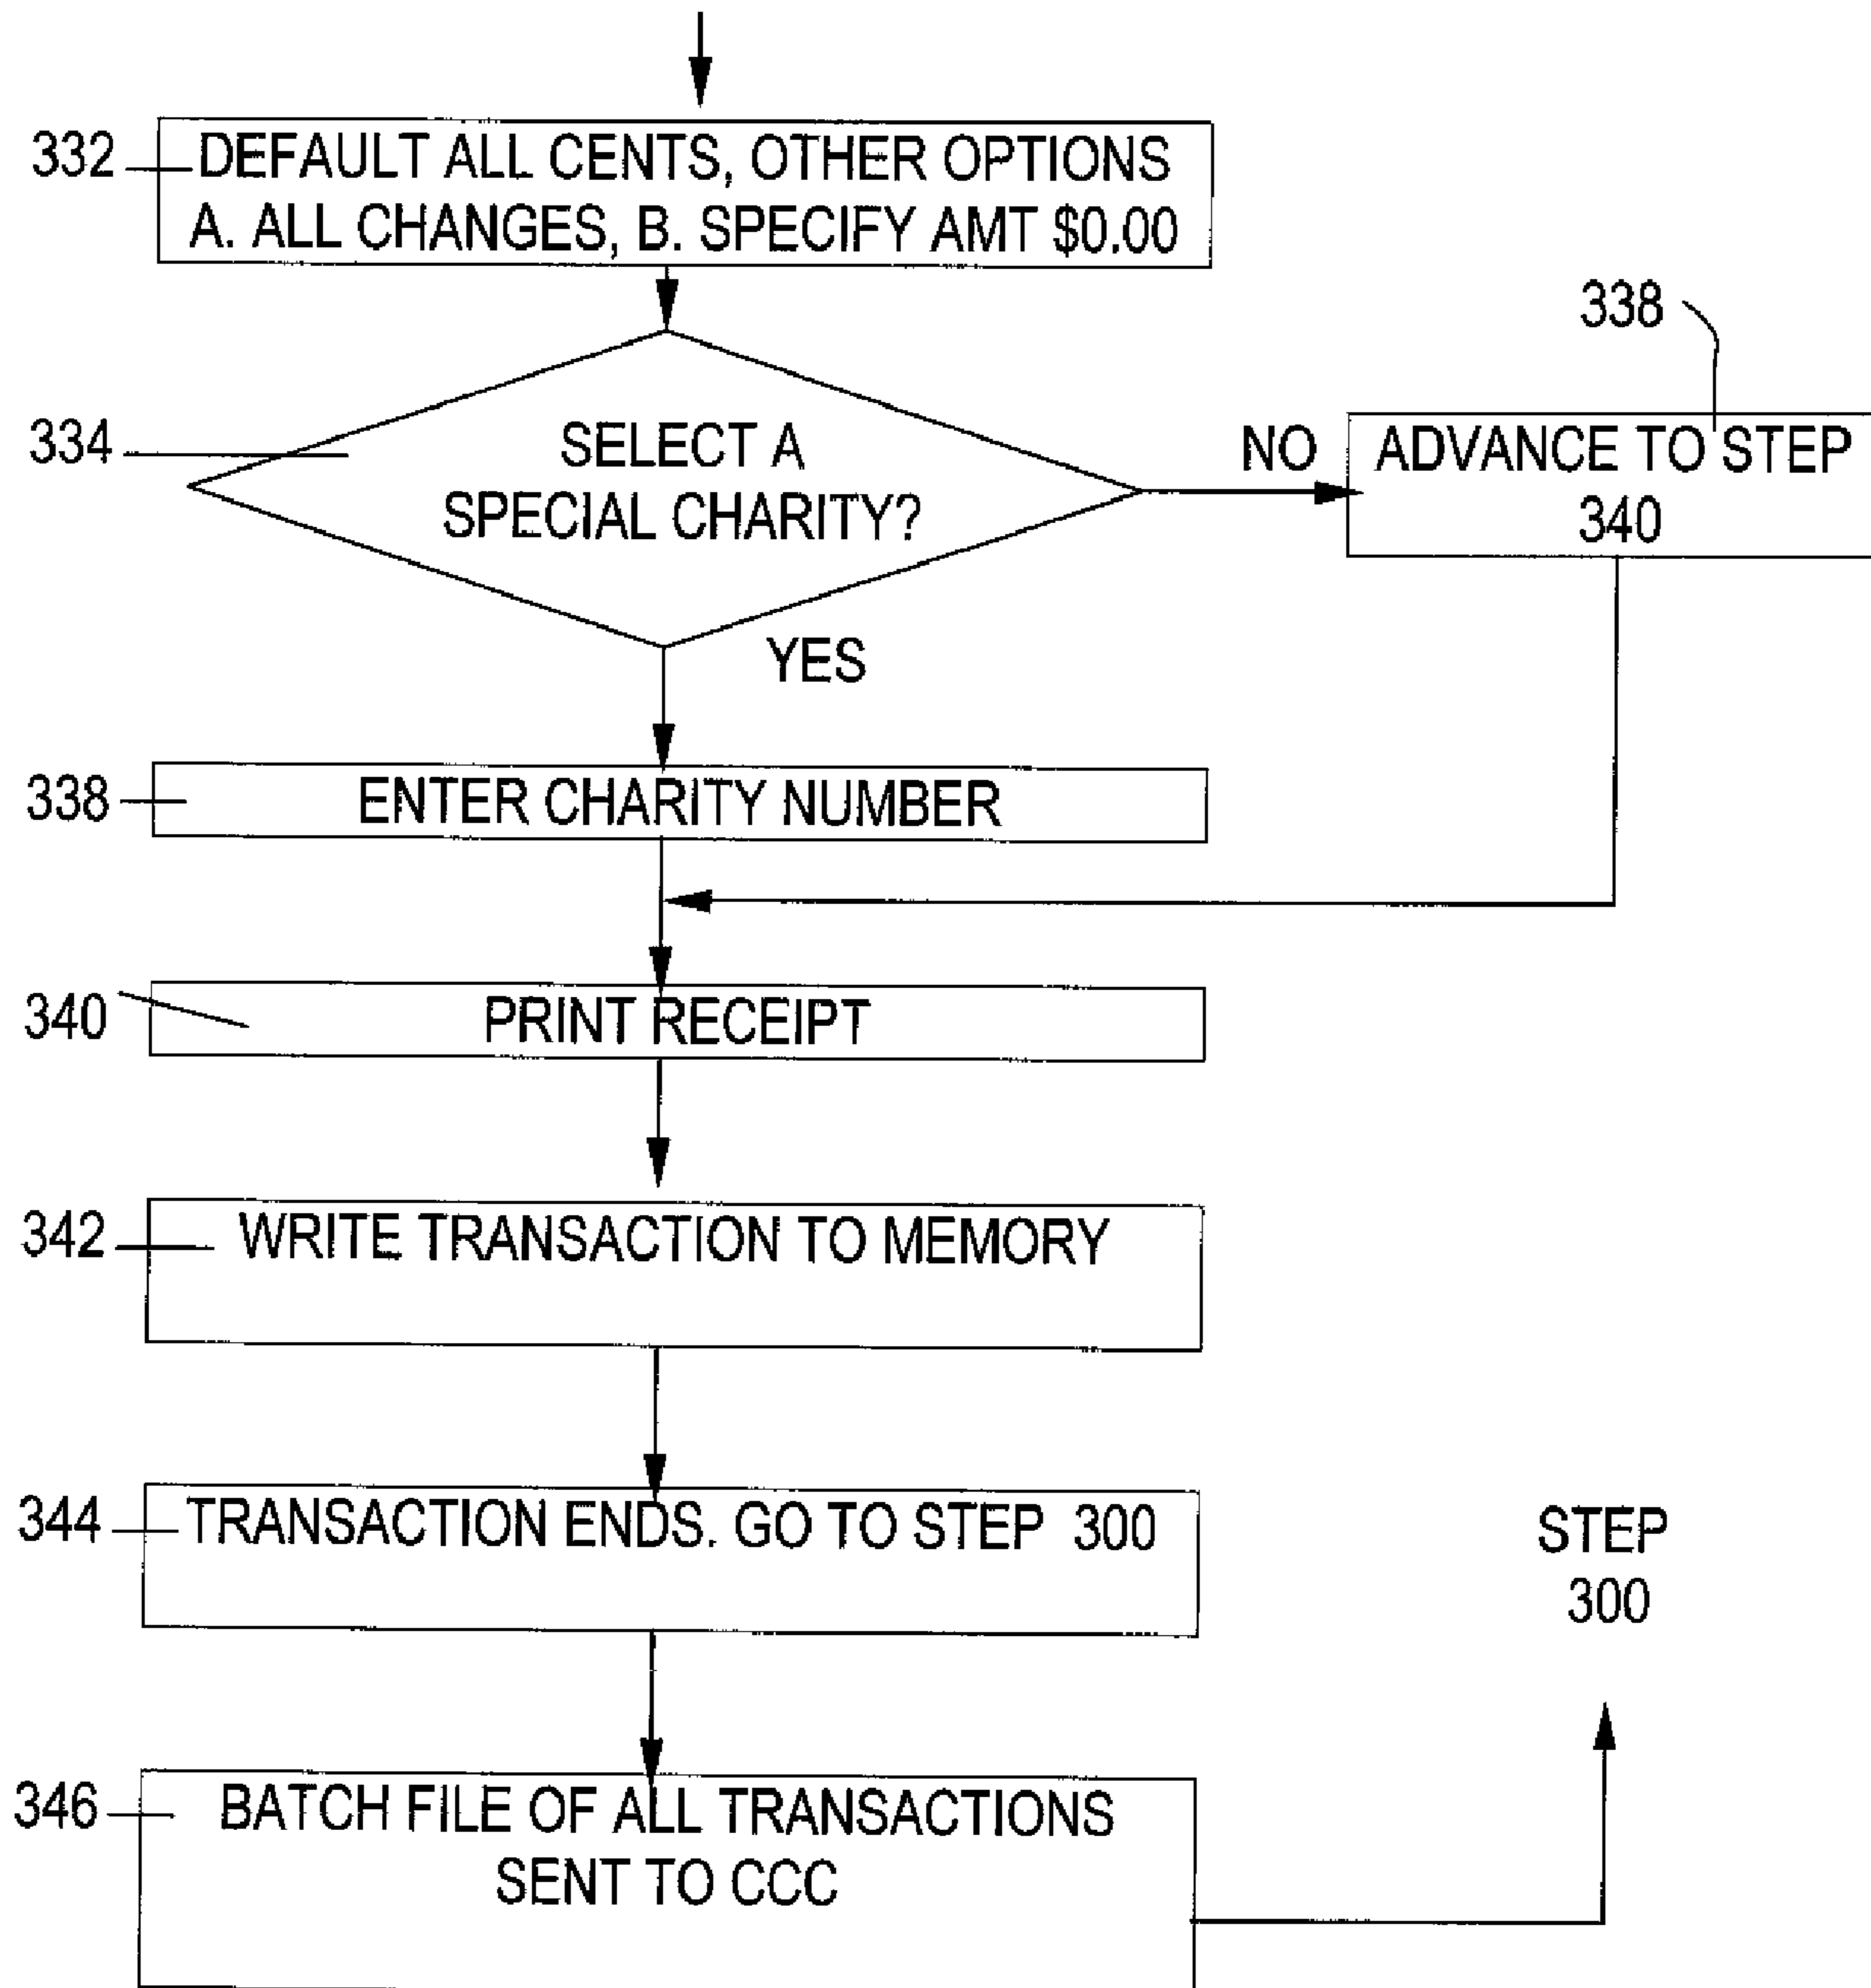 332
DEFAULT ALL CENTS, OTHER OPTIONS
A. ALL CHANGES, B. SPECIFY AMT $0.00
338
334
SELECT A
SPECIAL CHARITY?
NO
ADVANCE TO STEP
340
YES
338
ENTER CHARITY NUMBER
340
PRINT RECEIPT
342
WRITE TRANSACTION TO MEMORY
344
TRANSACTION ENDS. GO TO STEP 300
STEP
300
346
BATCH FILE OF ALL TRANSACTIONS
SENT TO CCC